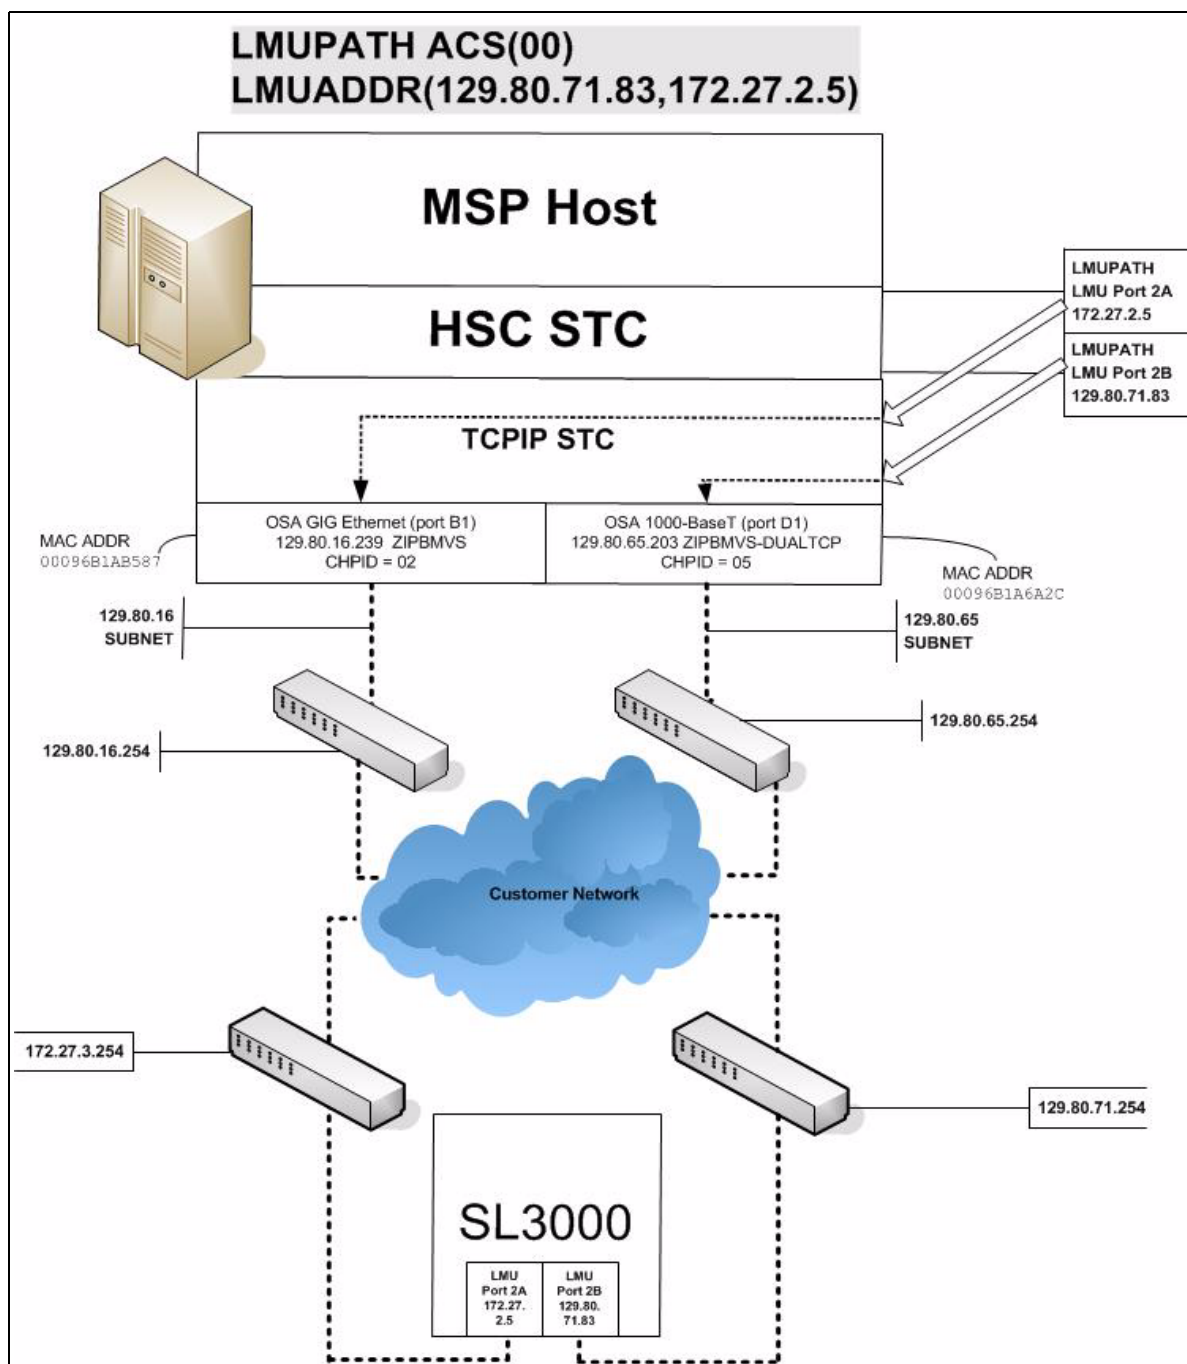 LMUPATH ACS(00)
LMUADDR(129.80.71.83,172.27.2.5)
MSP Host
HSC STC
LMUPATH
LMU Port 2A
172.27.2.5
LMUPATH
LMU Port 2B
129.80.71.83
TCPIP STC
OSA GIG Ethernet (port B1)
129.80.16.239 ZIPBMVS
CHPID = 02
OSA 1000-BaseT (port D1)
129.80.65.203 ZIPBMVS-DUALTCP
CHPID = 05
MAC ADDR
00096B1AB587
MAC ADDR
00096B1A6A2C
129.80.16
SUBNET
129.80.65
SUBNET
129.80.16.254
129.80.65.254
Customer Network
172.27.3.254
129.80.71.254
SL3000
LMU
Port 2A
172.27.
2.5
LMU
Port 2B
129.80.
71.83